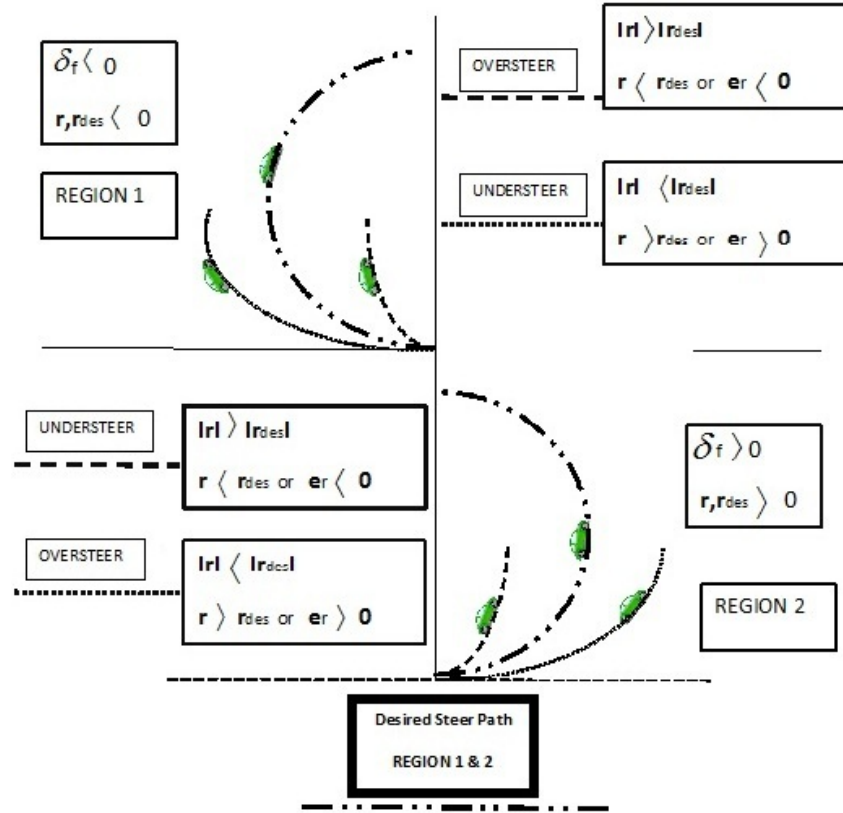 δf〈 0
r,rdes〈 0
REGION 1
OVERSTEER
|r|〉|rdes|
r〈 rdes or er〈 0
UNDERSTEER
|r| 〈|rdes|
r 〉rdes or er〉0
UNDERSTEER
|r|〉|rdes|
r〈 rdes or er〈 0
OVERSTEER
|r|〈 |rdes|
r〉rdes or er〉0
δf〉0
r,rdes〉0
REGION 2
Desired Steer Path
REGION 1 & 2